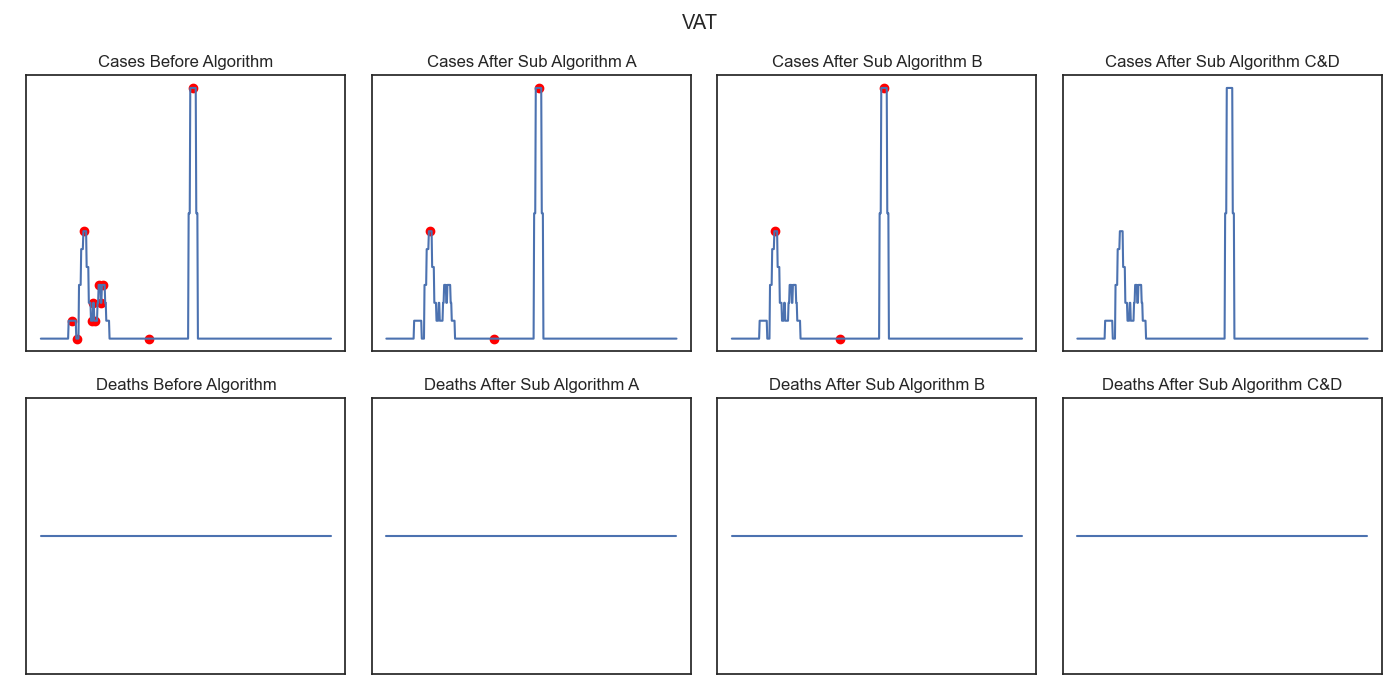 VAT
Cases Before Algorithm
Cases After Sub Algorithm A
Cases After Sub Algorithm B
Cases After Sub Algorithm C&D
Deaths Before Algorithm
Deaths After Sub Algorithm A
Deaths After Sub Algorithm B
Deaths After Sub Algorithm C&D